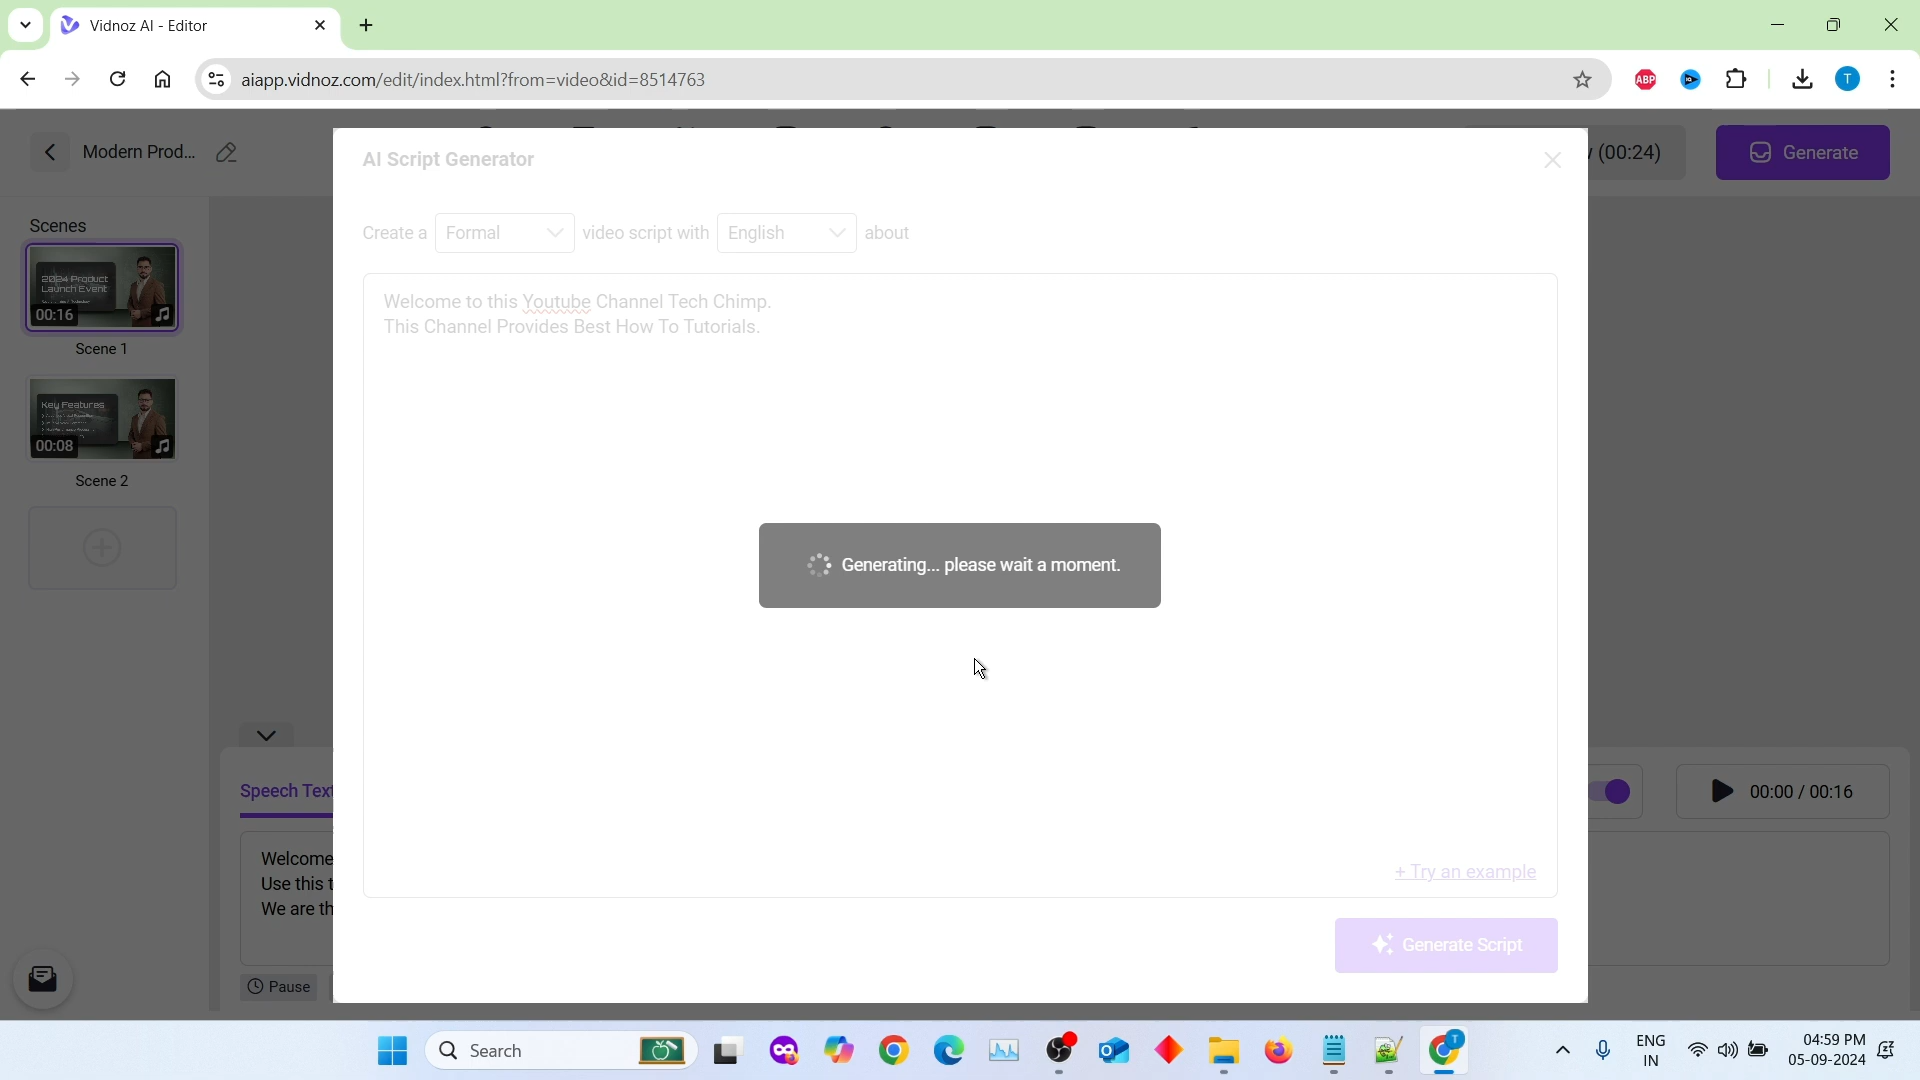 Vidnoz AI - Editor
aiapp.vidnoz.com/edit/index.html?from=video&id=8514763
ABP
T
Modern Prod...
(00:24)
Generate
AI Script Generator
Create a Formal video script with English about
Welcome to this Youtube Channel Tech Chimp.
This Channel Provides Best How To Tutorials.
Scenes
2024 Product
Launch Event
00:16
Scene 1
Key Features
00:08
Scene 2
Generating... please wait a moment.
Speech Text
00:00 / 00:16
Welcome
Use this t
We are th
+ Try an example
Generate Script
Pause
Search
T
ENG
IN
04:59 PM
05-09-2024